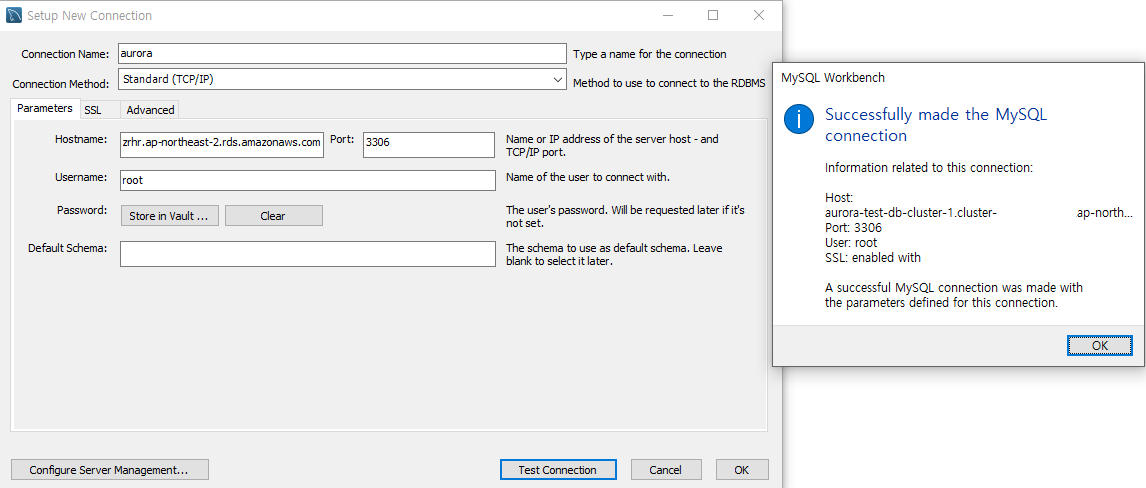 Setup New Connection
Connection Name: aurora Type a name for the connection
Connection Method: Standard (TCP/IP) Method to use to connect to the RDBMS
Parameters SSL Advanced
Hostname: zrhr.ap-northeast-2.rds.amazonaws.com Port: 3306 Name or IP address of the server host - and
TCP/IP port.
Username: root Name of the user to connect with.
Password: Store in Vault ... Clear The user's password. Will be requested later if it's
not set.
Default Schema: The schema to use as default schema. Leave
blank to select it later.
Configure Server Management... Test Connection Cancel OK
MySQL Workbench
Successfully made the MySQL
connection
Information related to this connection:
Host:
aurora-test-db-cluster-1.cluster- ap-north...
Port: 3306
User: root
SSL: enabled with
A successful MySQL connection was made with
the parameters defined for this connection.
OK